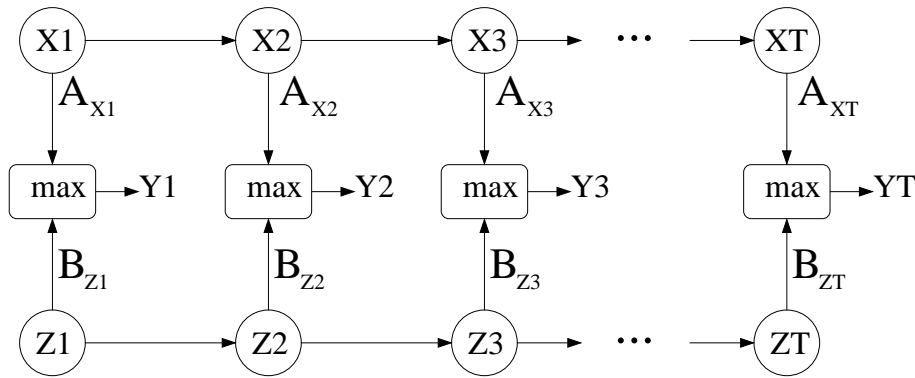 X1 X2 X3 ... XT
A_X1 A_X2 A_X3 A_XT
max Y1 max Y2 max Y3 max YT
B_Z1 B_Z2 B_Z3 B_ZT
Z1 Z2 Z3 ... ZT